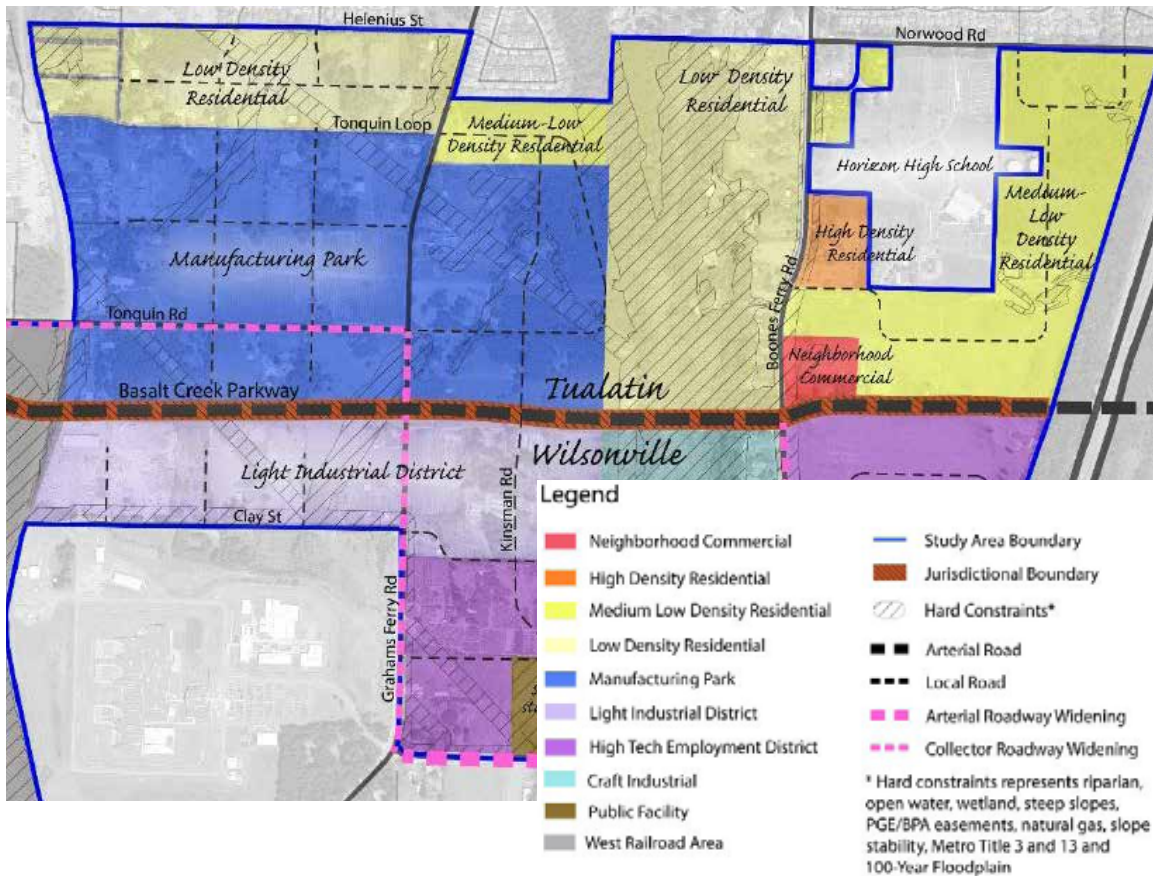 Helenius St
Norwood Rd
Low Density
Residential
Low Density
Residential
Tonquin Loop
Medium-Low
Density Residential
Horizon High School
Medium-
Low
Density
Residential
High Density
Residential
Manufacturing Park
Boones Ferry Rd
Tonquin Rd
Neighborhood
Commercial
Basalt Creek Parkway
Tualatin
Wilsonville
Light Industrial District
Kinsman Rd
Clay St
Grahams Ferry Rd
Legend
Neighborhood Commercial
High Density Residential
Medium Low Density Residential
Low Density Residential
Manufacturing Park
Light Industrial District
High Tech Employment District
Craft Industrial
Public Facility
West Railroad Area
Study Area Boundary
Jurisdictional Boundary
Hard Constraints*
Arterial Road
Local Road
Arterial Roadway Widening
Collector Roadway Widening
* Hard constraints represents riparian,
open water, wetland, steep slopes,
PGE/BPA easements, natural gas, slope
stability, Metro Title 3 and 13 and
100-Year Floodplain